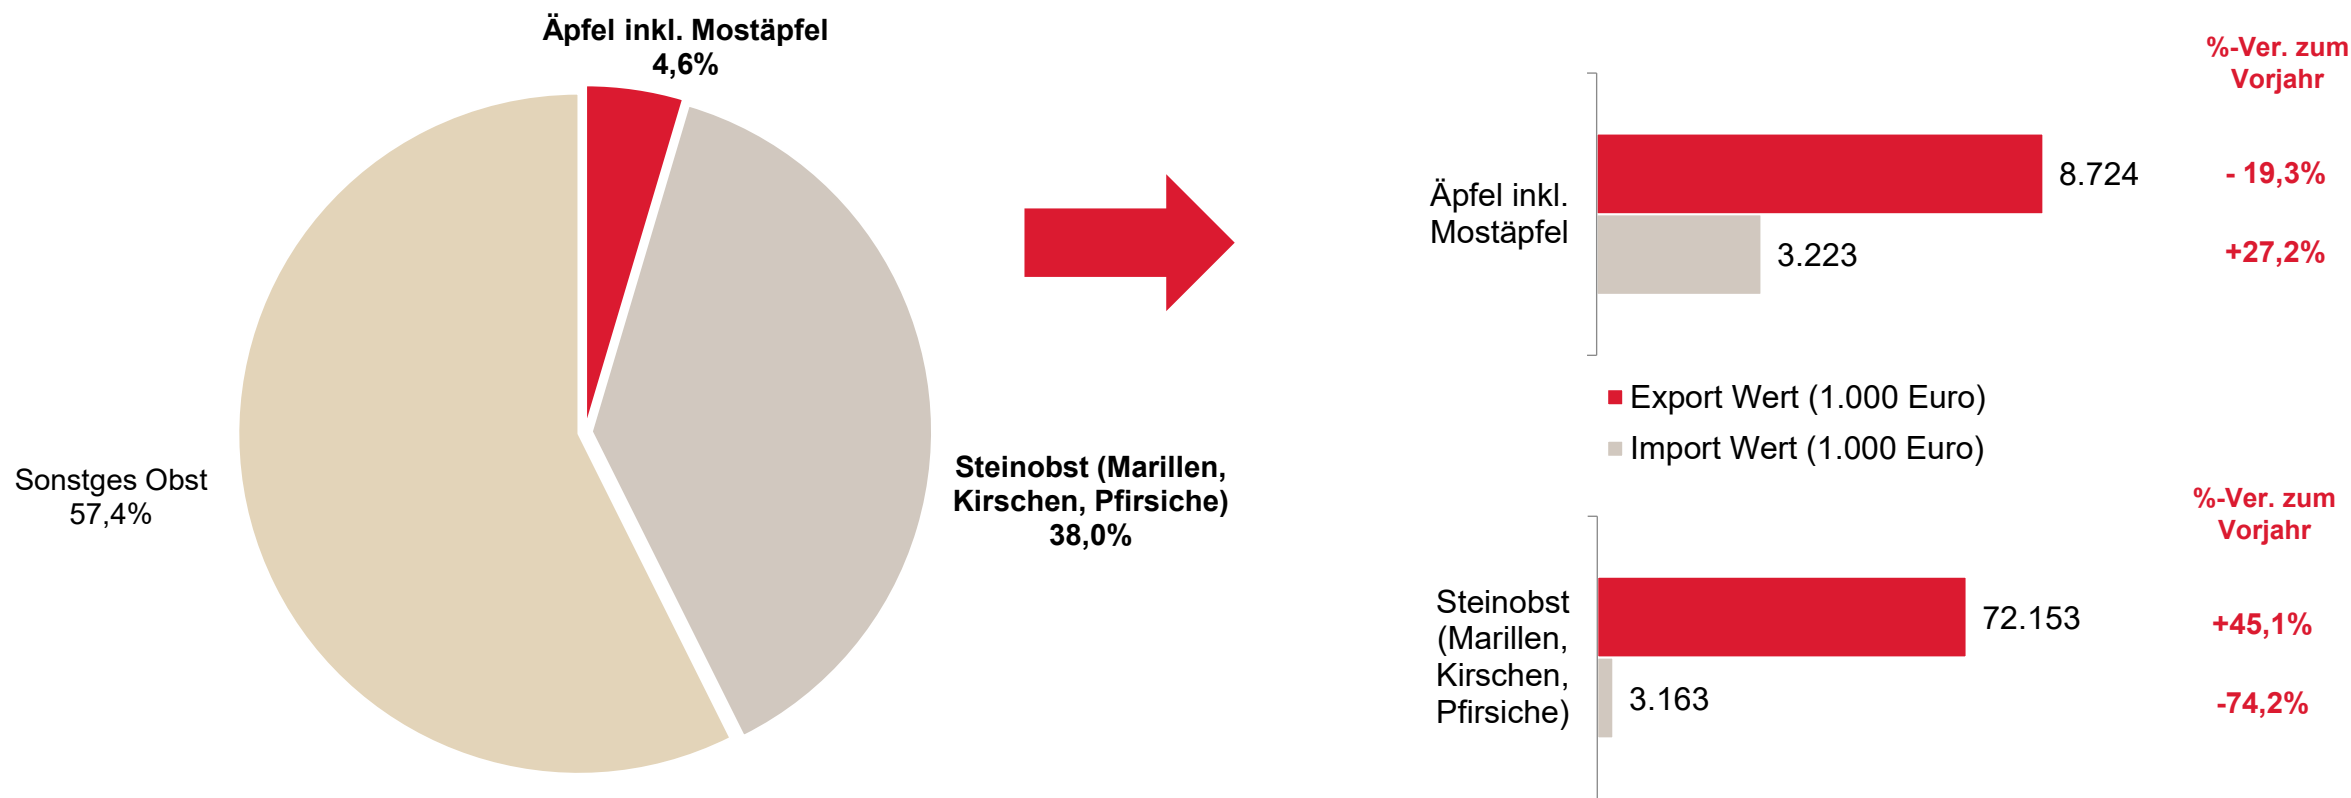 Äpfel inkl. Mostäpfel
4,6%
Sonstges Obst
57,4%
Steinobst (Marillen,
Kirschen, Pfirsiche)
38,0%
%-Ver. zum
Vorjahr
Äpfel inkl.
Mostäpfel
8.724
- 19,3%
3.223
+27,2%
Export Wert (1.000 Euro)
Import Wert (1.000 Euro)
%-Ver. zum
Vorjahr
Steinobst
(Marillen,
Kirschen,
Pfirsiche)
72.153
+45,1%
3.163
-74,2%